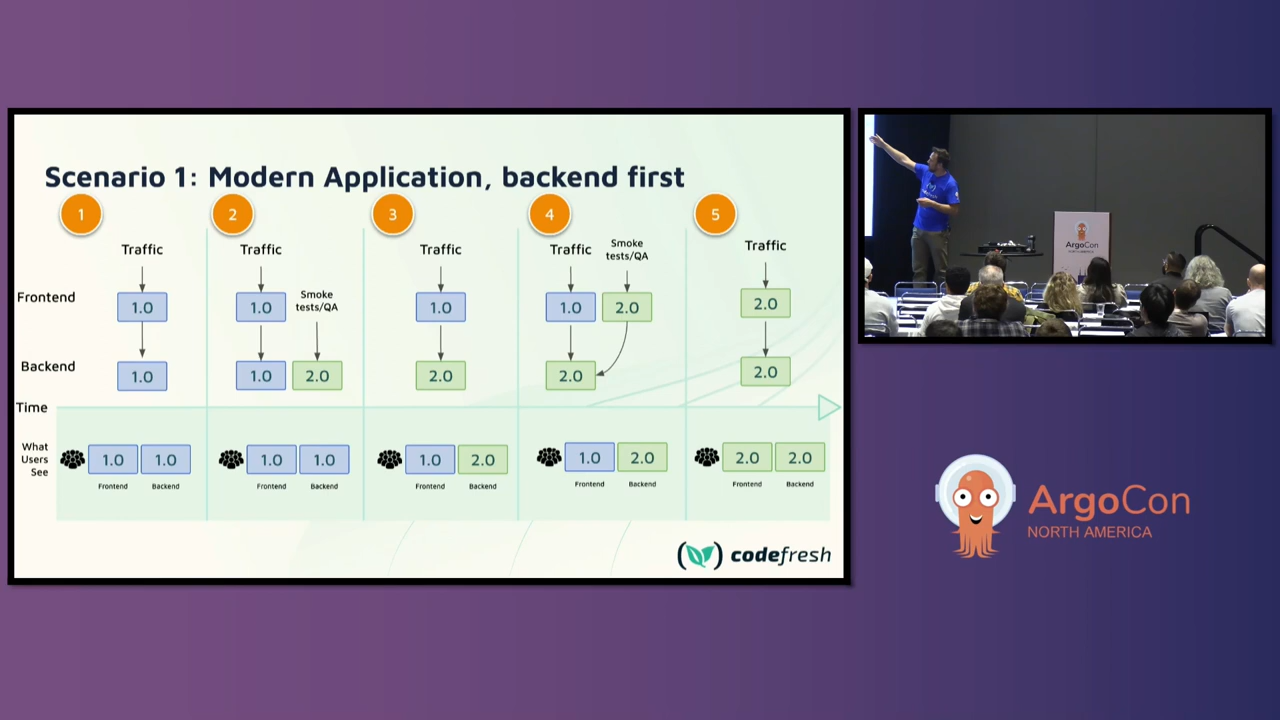 Scenario 1: Modern Application, backend first
1 2 3 4 5
Traffic Traffic Traffic Traffic Smoke tests/QA Traffic
Smoke tests/QA
Frontend 1.0 1.0 1.0 1.0 2.0 2.0
Backend 1.0 1.0 2.0 2.0 2.0 2.0
Time
What Users See
1.0 1.0 1.0 1.0 1.0 2.0 1.0 2.0 2.0 2.0
Frontend Backend Frontend Backend Frontend Backend Frontend Backend Frontend Backend
codefresh
ArgoCon
ArgoCon
NORTH AMERICA